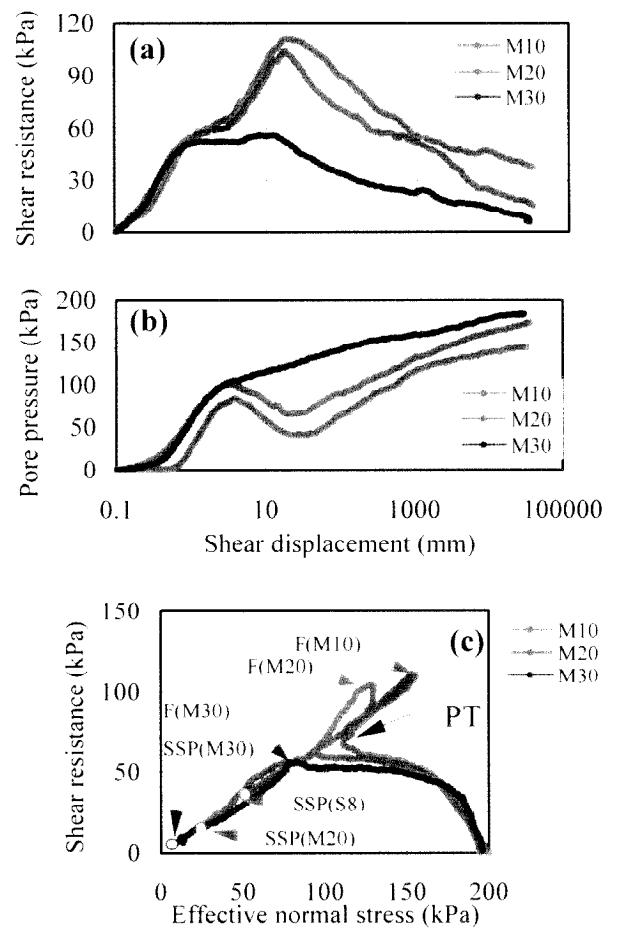 120
90
60
30
0
Shear resistance (kPa)
(a)
M10
M20
M30
200
150
100
50
0
Pore pressure (kPa)
(b)
M10
M20
M30
0.1 10 1000 100000
Shear displacement (mm)
150
100
50
0
Shear resistance (kPa)
(c)
F(M10)
F(M20)
F(M30)
PT
SSP(M30)
SSP(S8)
SSP(M20)
M10
M20
M30
0 50 100 150 200
Effective normal stress (kPa)